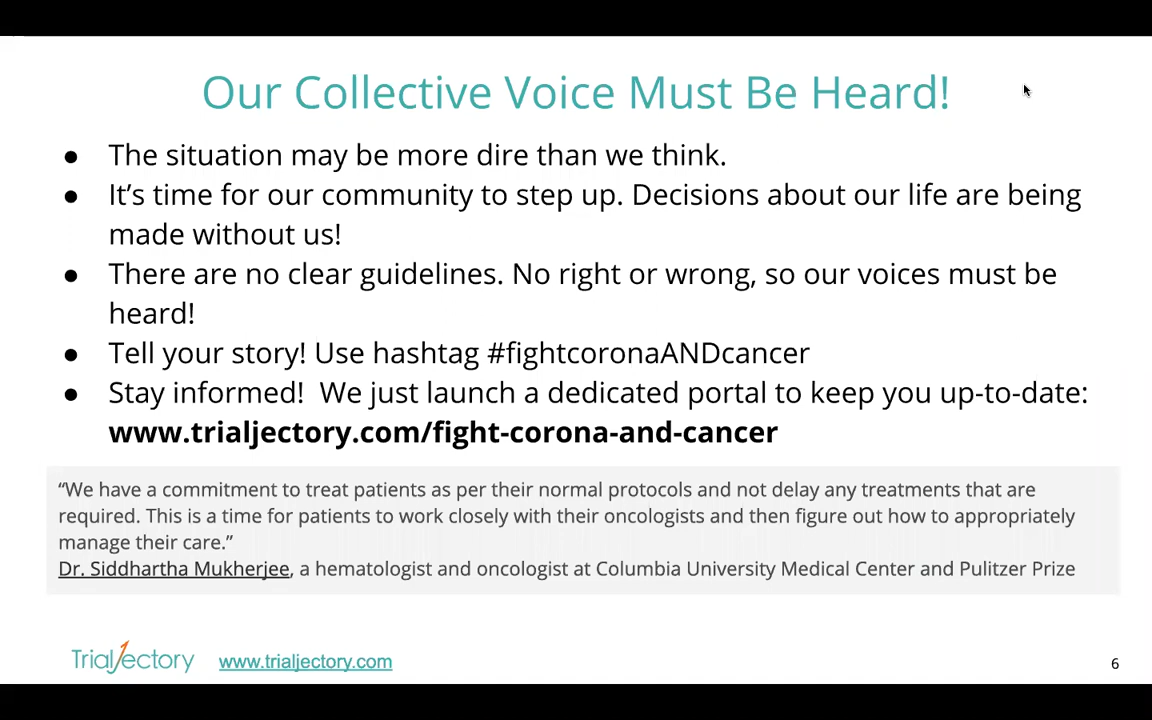 Our Collective Voice Must Be Heard!
● The situation may be more dire than we think.
● It’s time for our community to step up. Decisions about our life are being
made without us!
● There are no clear guidelines. No right or wrong, so our voices must be
heard!
● Tell your story! Use hashtag #fightcoronaANDcancer
● Stay informed!  We just launch a dedicated portal to keep you up-to-date:
www.trialjectory.com/fight-corona-and-cancer
“We have a commitment to treat patients as per their normal protocols and not delay any treatments that are
required. This is a time for patients to work closely with their oncologists and then figure out how to appropriately
manage their care.”
Dr. Siddhartha Mukherjee, a hematologist and oncologist at Columbia University Medical Center and Pulitzer Prize
TrialJectory www.trialjectory.com 6